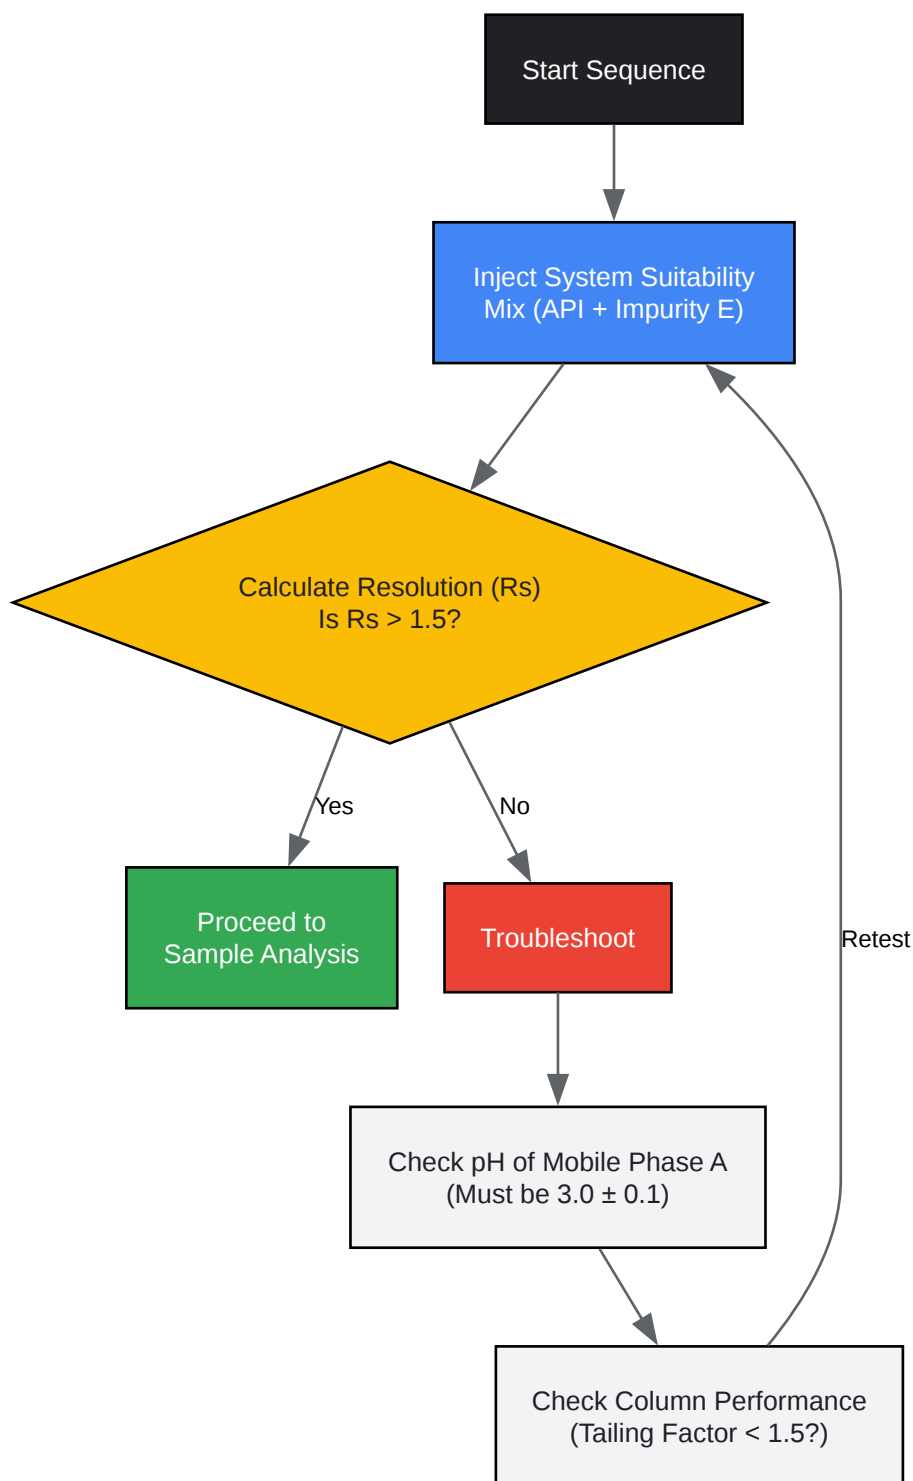 Start Sequence
Inject System Suitability
Mix (API + Impurity E)
Calculate Resolution (Rs)
Is Rs > 1.5?
Yes
No
Proceed to
Sample Analysis
Troubleshoot
Retest
Check pH of Mobile Phase A
(Must be 3.0 ± 0.1)
Check Column Performance
(Tailing Factor < 1.5?)